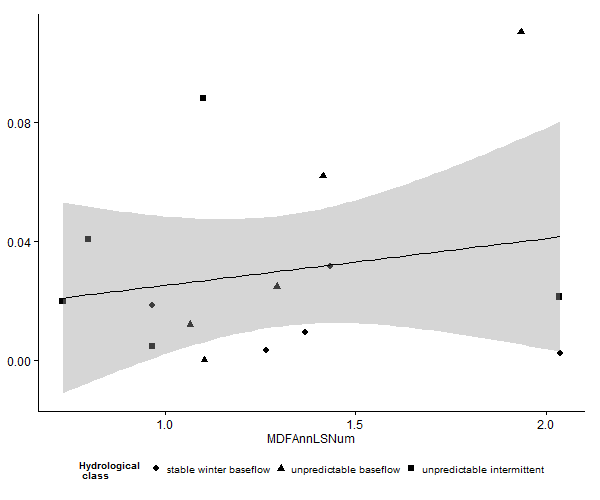 0.08
0.04
0.00
1.0 1.5 2.0
MDFAnnLSNum
Hydrological
class
stable winter baseflow unpredictable baseflow unpredictable intermittent